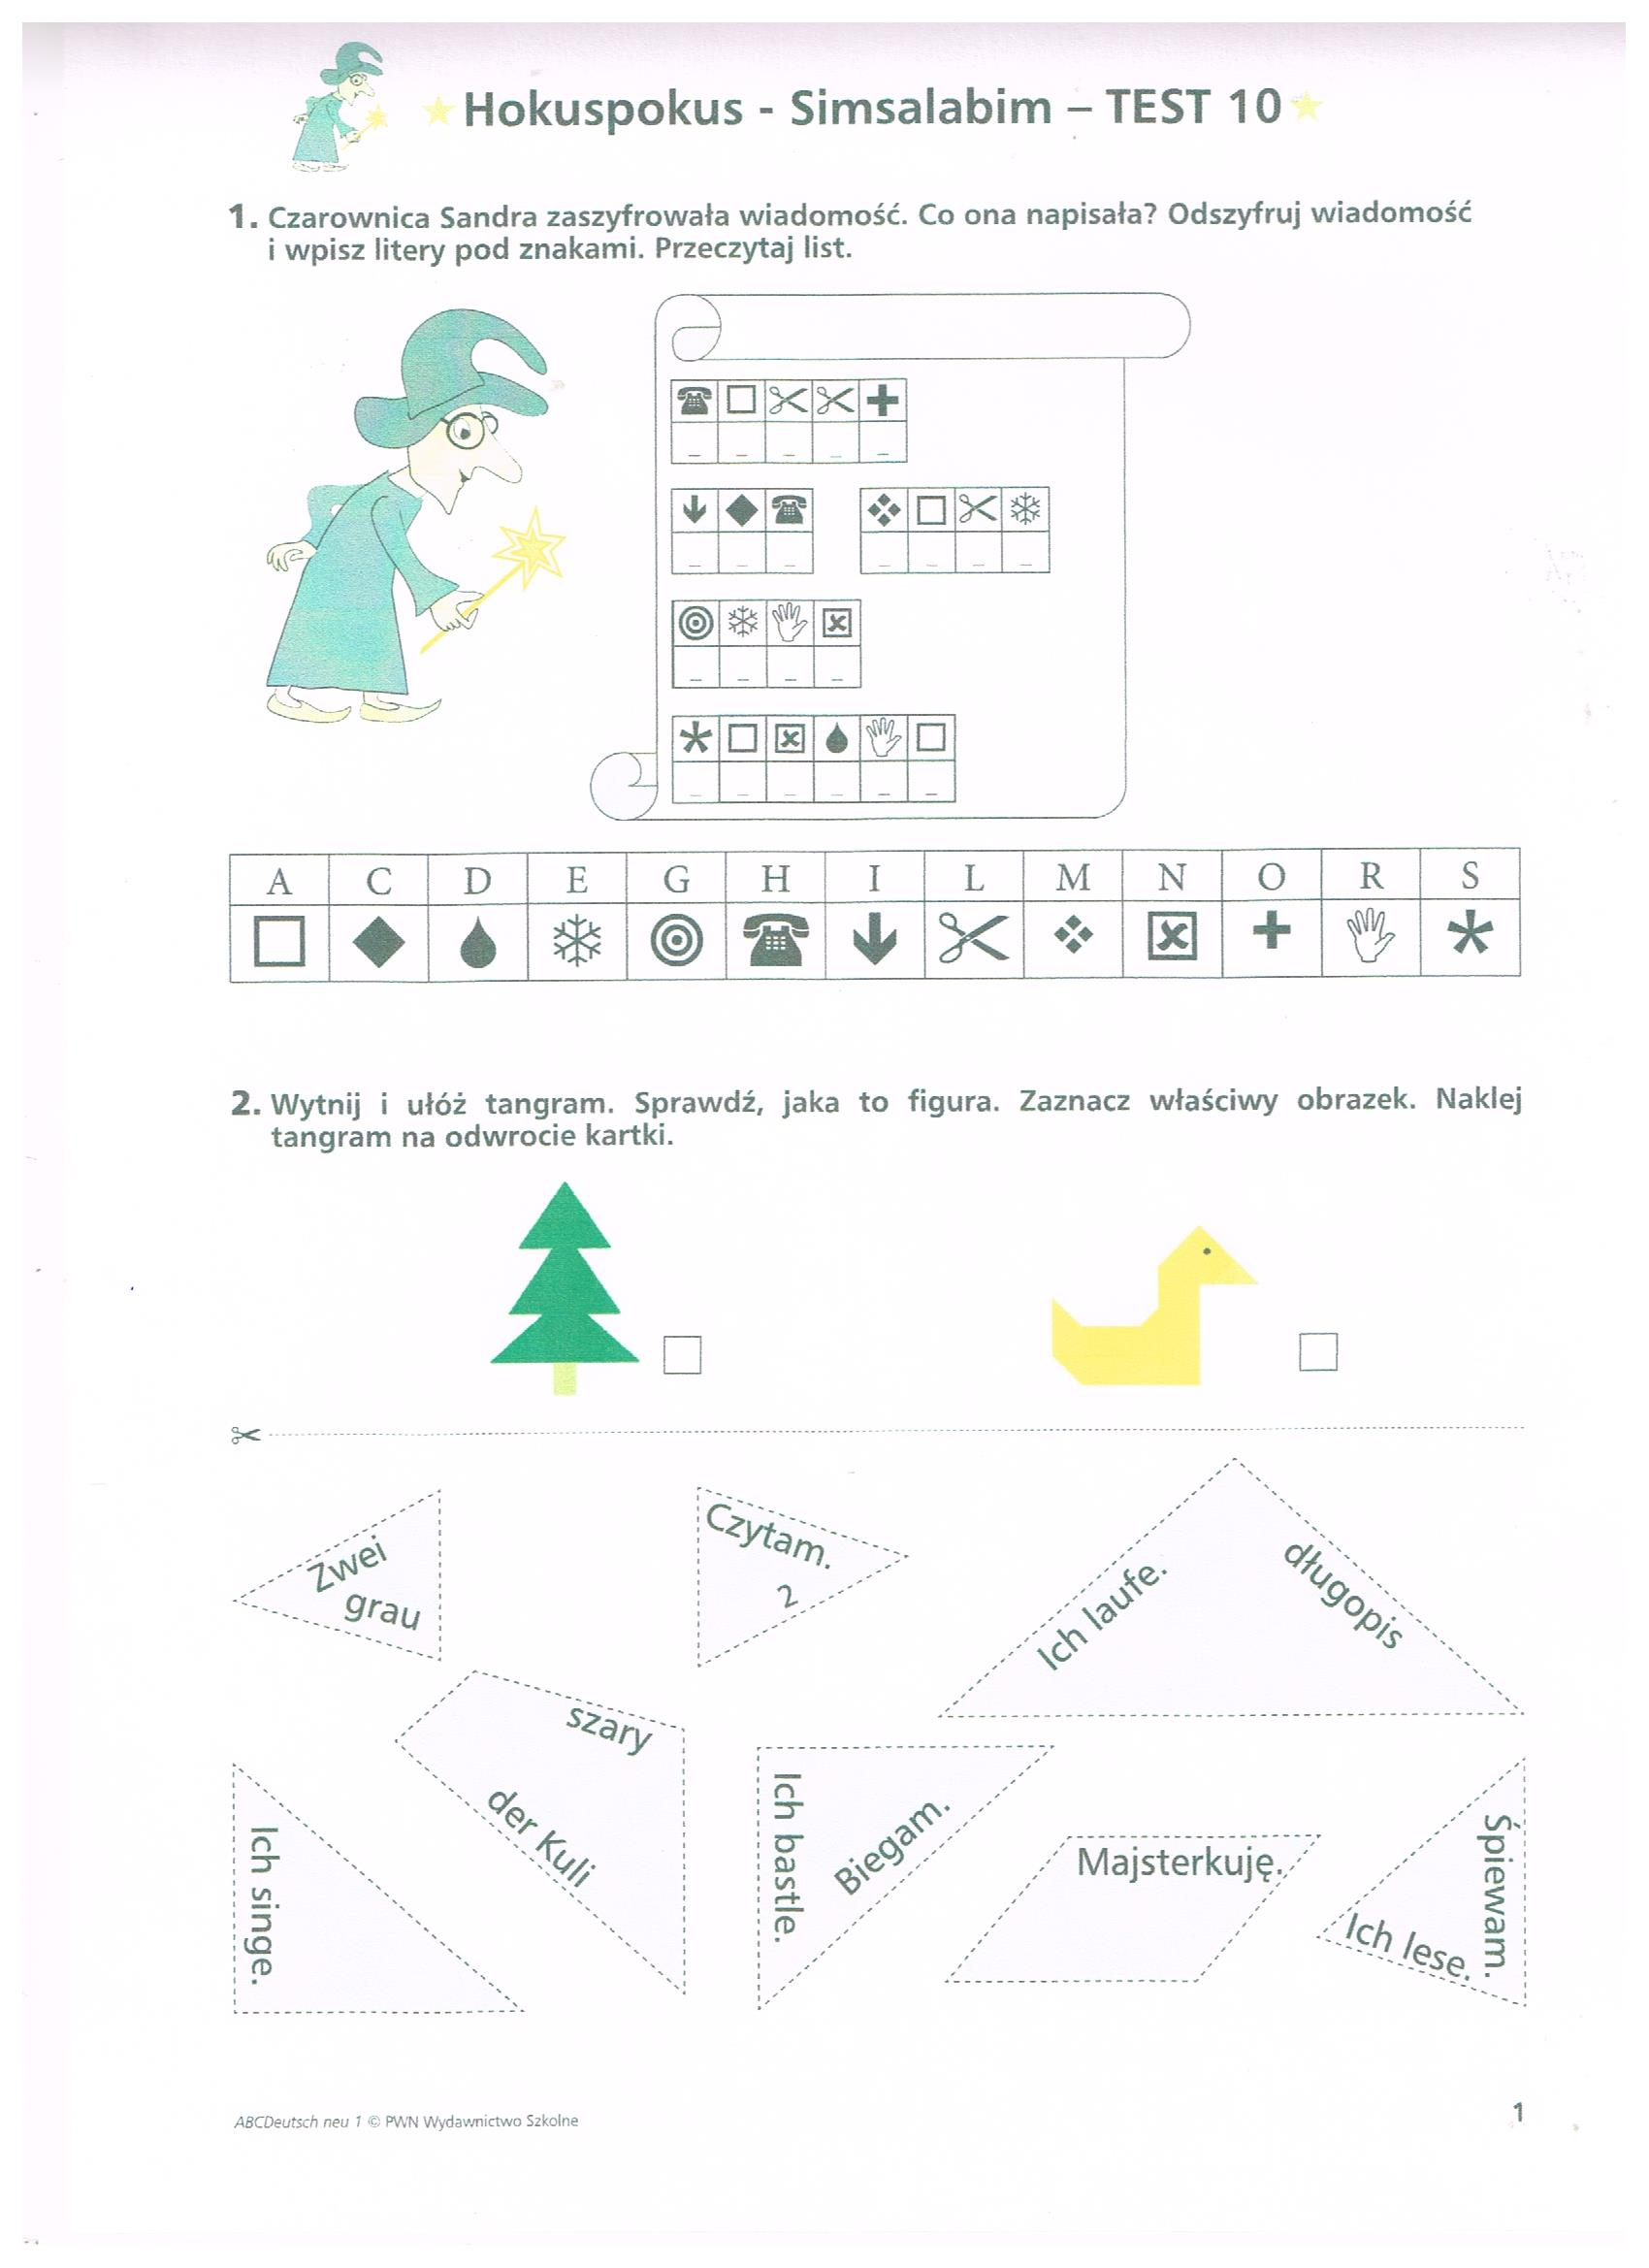 Hokuspokus - Simsalabim – TEST 10
1. Czarownica Sandra zaszyfrowała wiadomość. Co ona napisała? Odszyfruj wiadomość
i wpisz litery pod znakami. Przeczytaj list.
A C D E G H I L M N O R S
2. Wytnij i ułóż tangram. Sprawdź, jaka to figura. Zaznacz właściwy obrazek. Naklej
tangram na odwrocie kartki.
Zwei
grau
Czytam.
2
Ich laufe.
długopis
szary
der Kuli
Ich singe.
Ich bastle.
Biegam.
Majsterkuję.
Śpiewam.
Ich lese.
ABCDeutsch neu 1 © PWN Wydawnictwo Szkolne
1